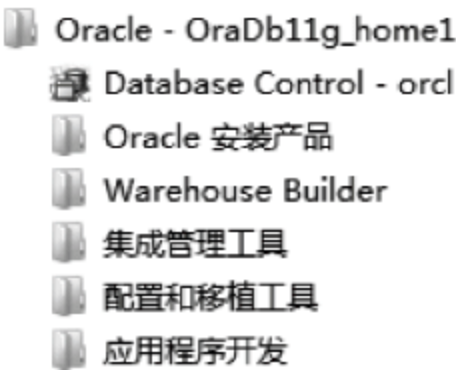 Oracle - OraDb11g_home1
Database Control - orcl
Oracle 安装产品
Warehouse Builder
集成管理工具
配置和移植工具
应用程序开发